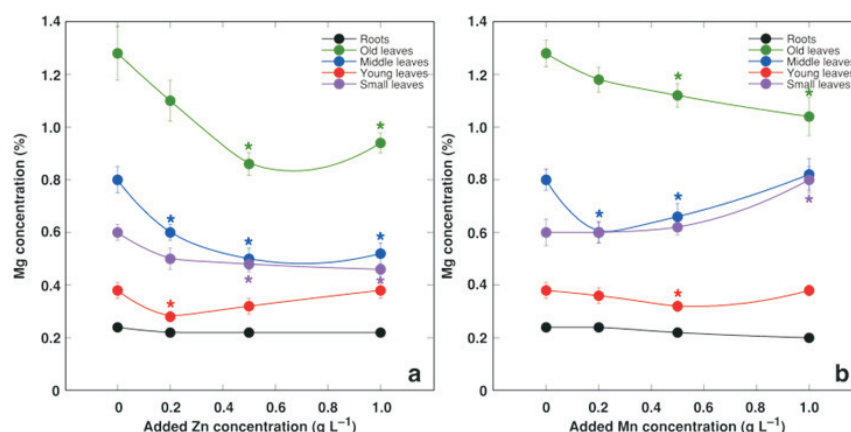 1.4
1.2
1.0
0.8
0.6
0.4
0.2
0
Mg concentration (%)
Roots
Old leaves
Middle leaves
Young leaves
Small leaves
a
0 0.2 0.4 0.6 0.8 1.0
Added Zn concentration (g L⁻¹)
1.4
1.2
1.0
0.8
0.6
0.4
0.2
0
Mg concentration (%)
Roots
Old leaves
Middle leaves
Young leaves
Small leaves
b
0 0.2 0.4 0.6 0.8 1.0
Added Mn concentration (g L⁻¹)